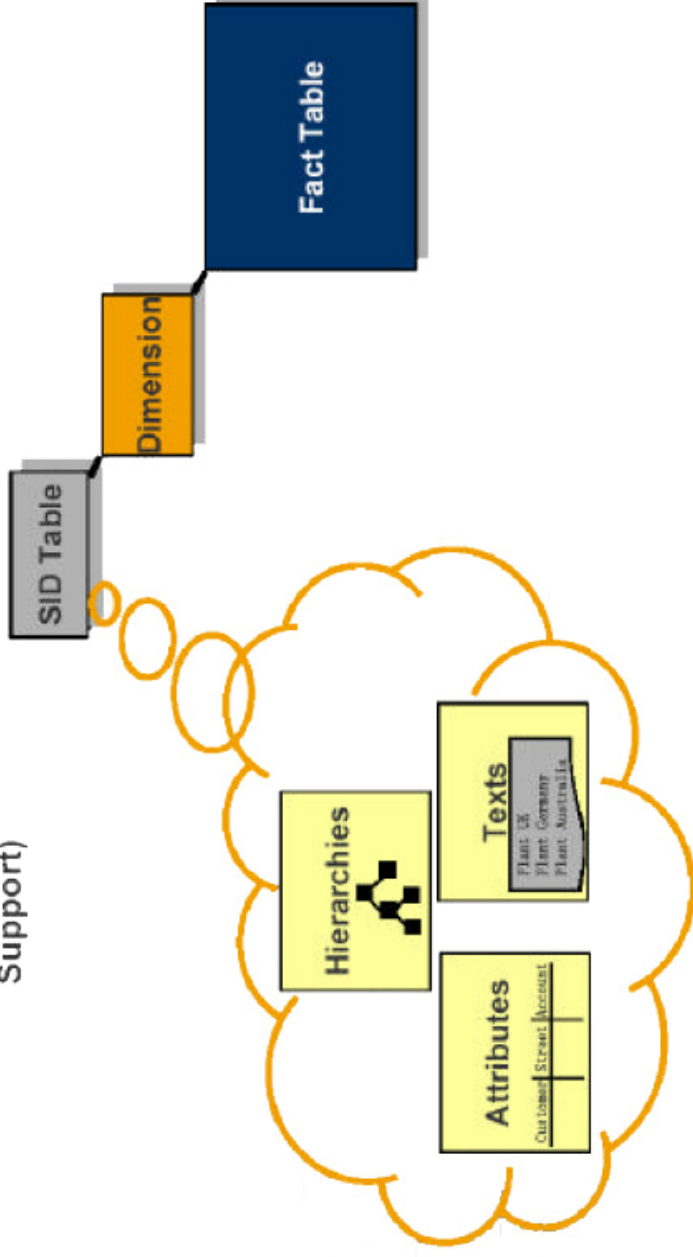 Support)
SID Table
Dimension
Fact Table
Hierarchies
Attributes
Customer Street Account
Texts
Plant UK
Plant Germany
Plant Australia